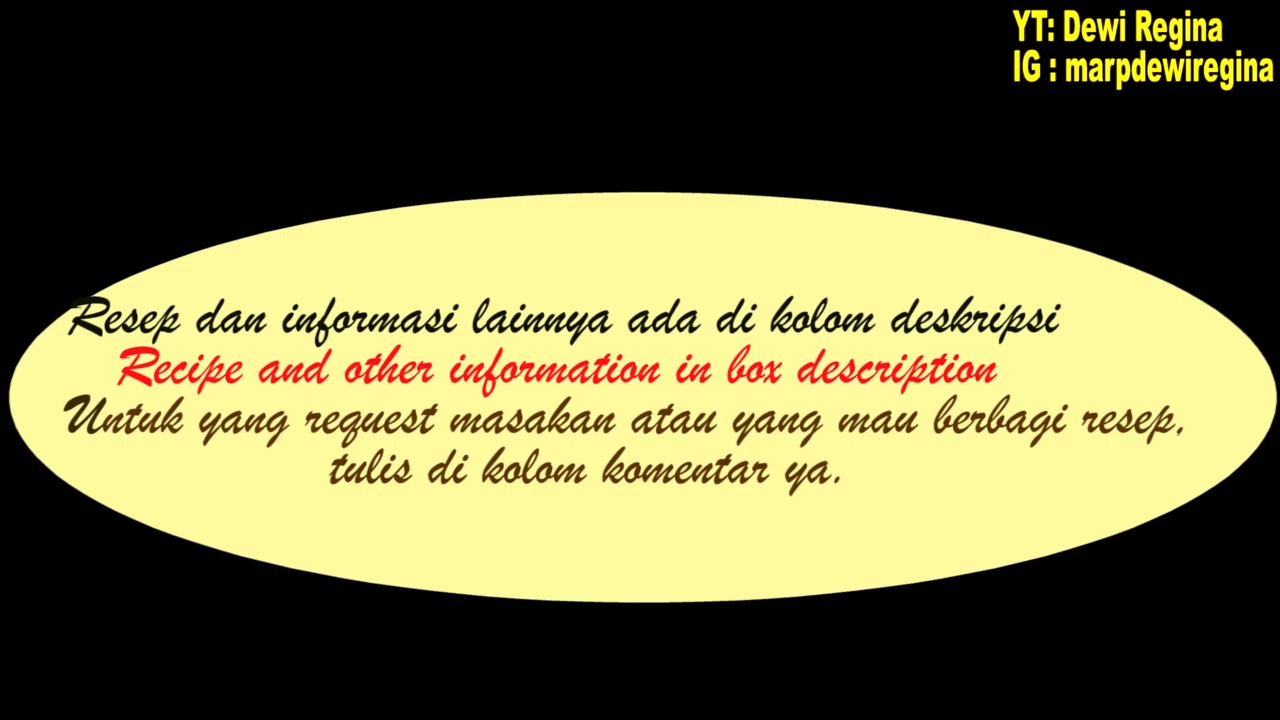 YT: Dewi Regina
IG : marpdewiregina
Resep dan informasi lainnya ada di kolom deskripsi
Recipe and other information in box description
Untuk yang request masakan atau yang mau berbagi resep,
tulis di kolom komentar ya.